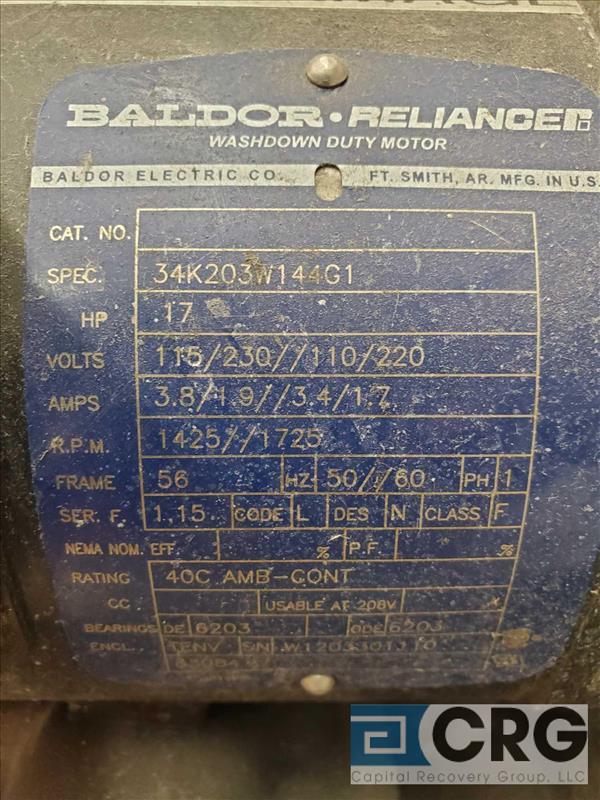 BALDOR • RELIANCE
WASHDOWN DUTY MOTOR
BALDOR ELECTRIC CO. FT. SMITH, AR. MFG. IN U.S.
CAT. NO.
SPEC. 34K203W144G1
HP .17
VOLTS 115/230//110/220
AMPS 3.8/1.9//3.4/1.7
R.P.M. 1425//1725
FRAME 56 HZ 50//60 PH 1
SER. F. 1.15 CODE L DES N CLASS F
NEMA NOM. EFF. % P.F. %
RATING 40C AMB-CONT
CC USABLE AT 208V X
BEARINGS DE 6203 ODE 6203
ENCL. TENV SN W1203301110
CRG
Capital Recovery Group, LLC